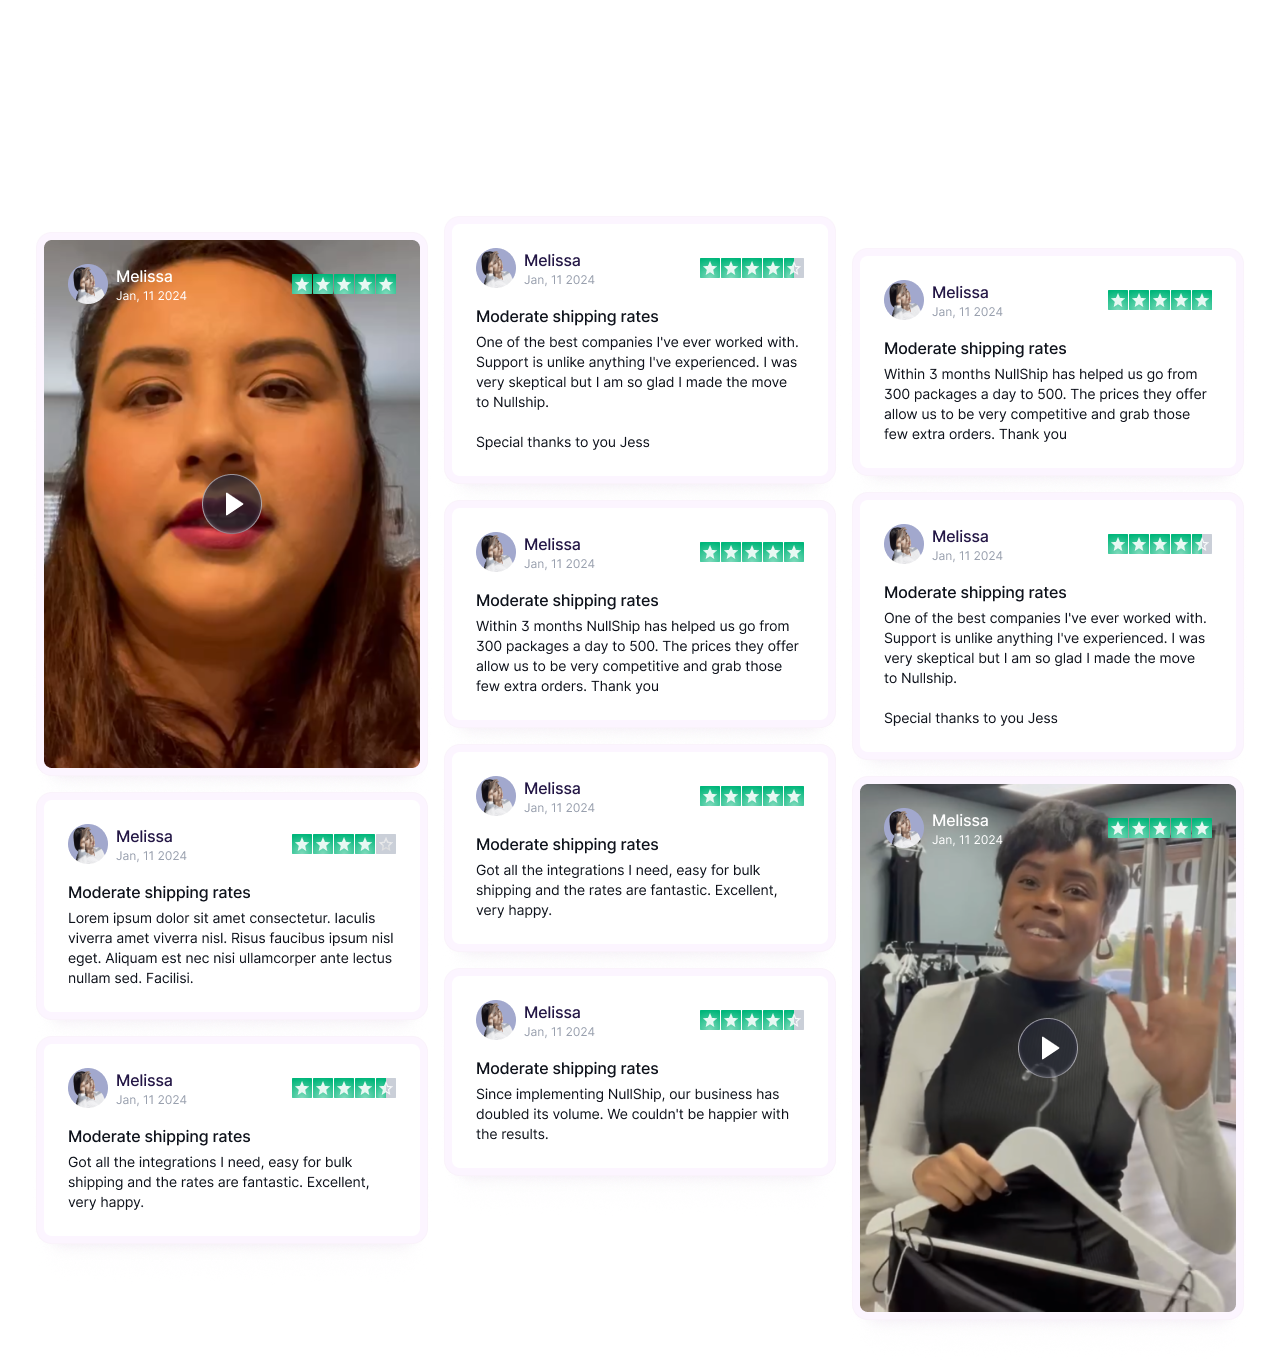 Melissa
Jan, 11 2024
Melissa
Jan, 11 2024
Moderate shipping rates
Lorem ipsum dolor sit amet consectetur. Iaculis
viverra amet viverra nisl. Risus faucibus ipsum nisl
eget. Aliquam est nec nisi ullamcorper ante lectus
nullam sed. Facilisi.
Melissa
Jan, 11 2024
Moderate shipping rates
Got all the integrations I need, easy for bulk
shipping and the rates are fantastic. Excellent,
very happy.
Melissa
Jan, 11 2024
Moderate shipping rates
One of the best companies I've ever worked with.
Support is unlike anything I've experienced. I was
very skeptical but I am so glad I made the move
to Nullship.
Special thanks to you Jess
Melissa
Jan, 11 2024
Moderate shipping rates
Within 3 months NullShip has helped us go from
300 packages a day to 500. The prices they offer
allow us to be very competitive and grab those
few extra orders. Thank you
Melissa
Jan, 11 2024
Moderate shipping rates
Got all the integrations I need, easy for bulk
shipping and the rates are fantastic. Excellent,
very happy.
Melissa
Jan, 11 2024
Moderate shipping rates
Since implementing NullShip, our business has
doubled its volume. We couldn't be happier with
the results.
Melissa
Jan, 11 2024
Moderate shipping rates
Within 3 months NullShip has helped us go from
300 packages a day to 500. The prices they offer
allow us to be very competitive and grab those
few extra orders. Thank you
Melissa
Jan, 11 2024
Moderate shipping rates
One of the best companies I've ever worked with.
Support is unlike anything I've experienced. I was
very skeptical but I am so glad I made the move
to Nullship.
Special thanks to you Jess
Melissa
Jan, 11 2024